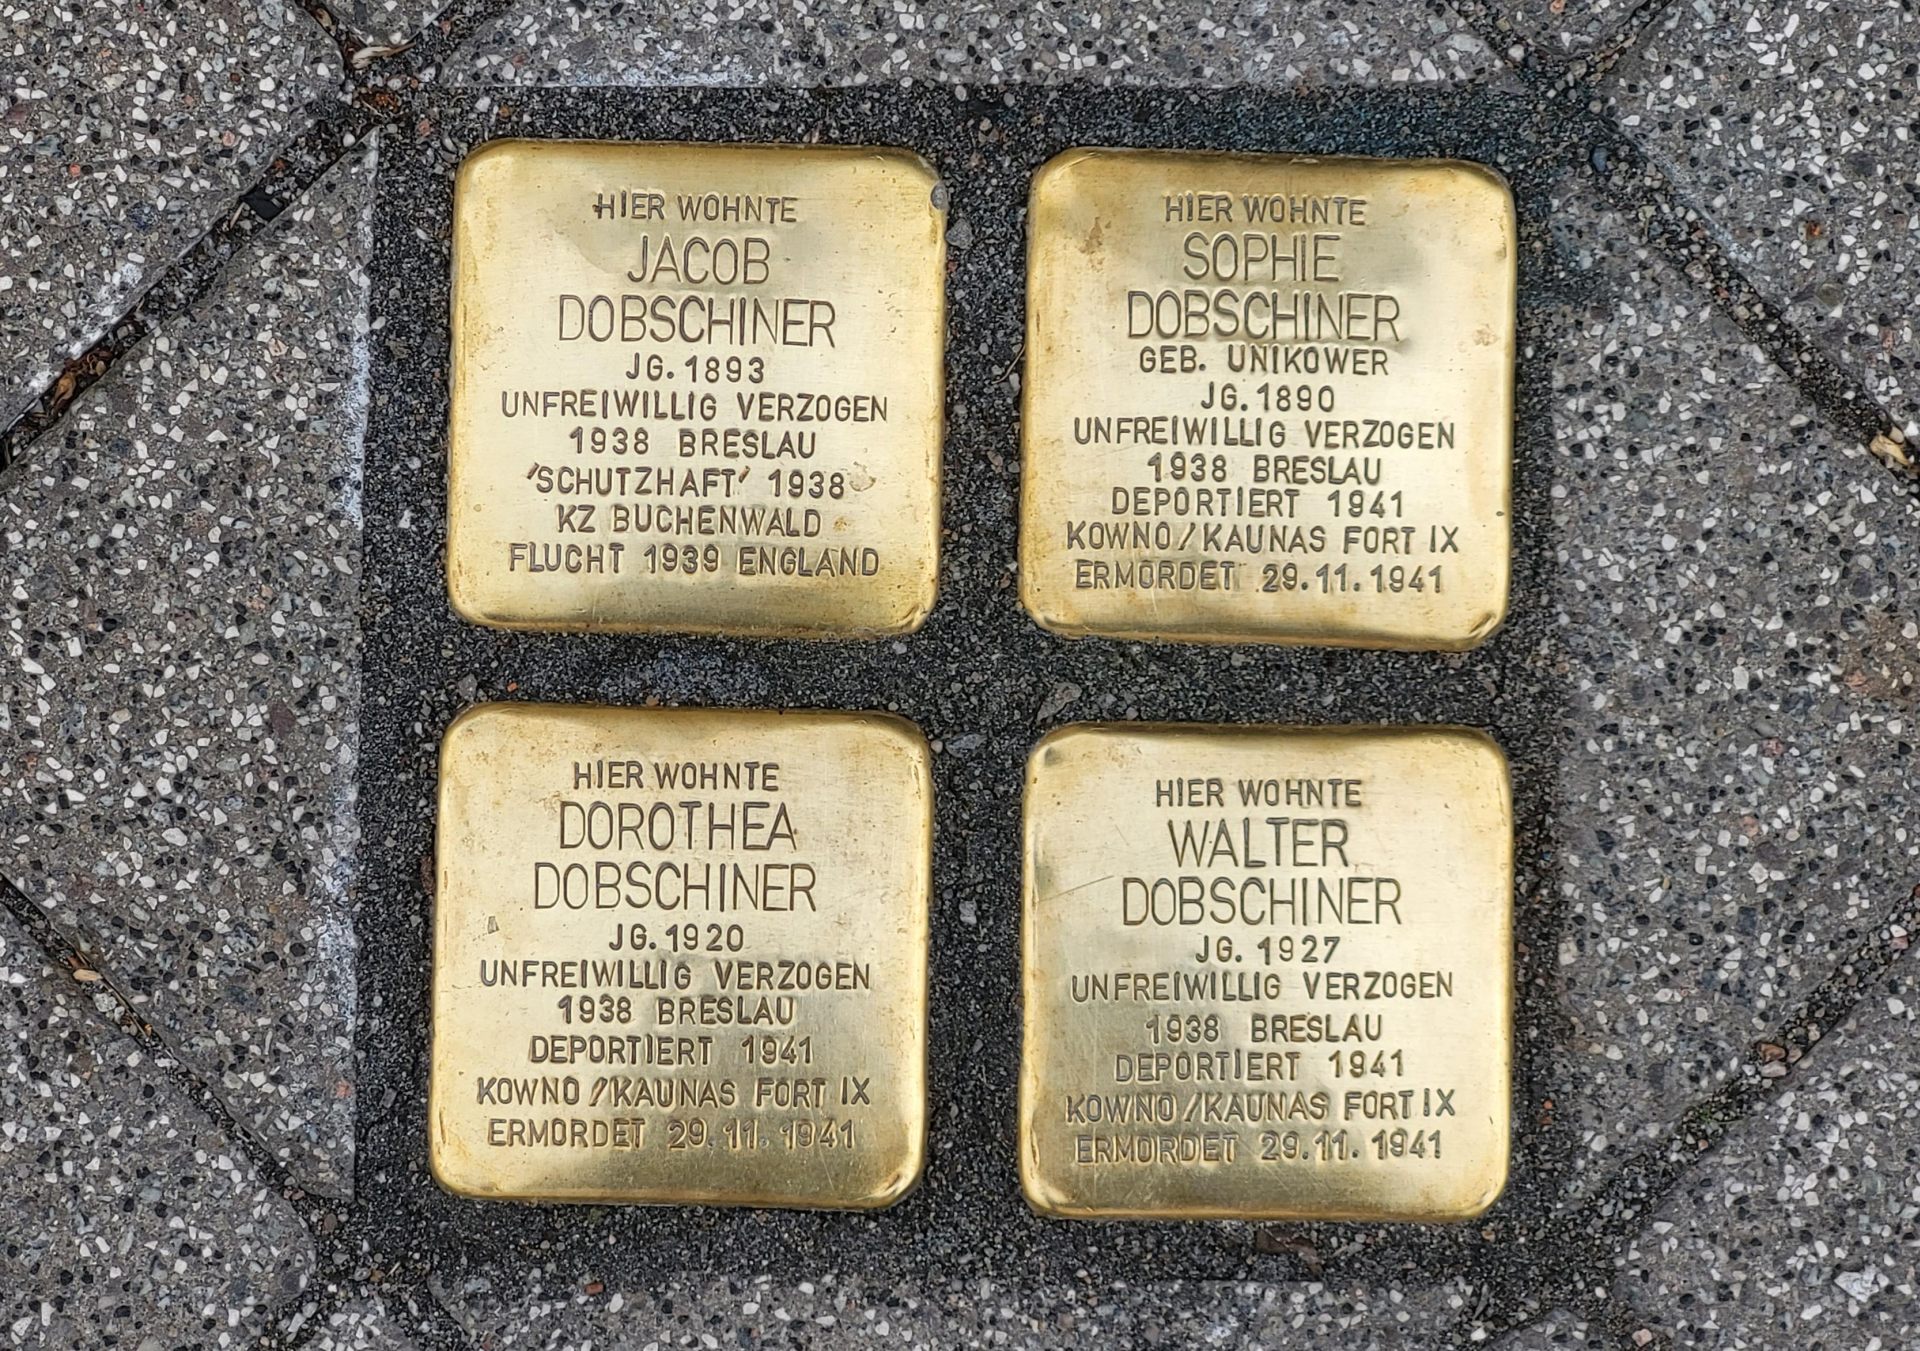 HIER WOHNTE
JACOB
DOBSCHINER
JG. 1893
UNFREIWILLIG VERZOGEN
1938 BRESLAU
'SCHUTZHAFT' 1938
KZ BUCHENWALD
FLUCHT 1939 ENGLAND
HIER WOHNTE
SOPHIE
DOBSCHINER
GEB. UNIKOWER
JG. 1890
UNFREIWILLIG VERZOGEN
1938 BRESLAU
DEPORTIERT 1941
KOWNO/KAUNAS FORT IX
ERMORDET 29.11.1941
HIER WOHNTE
DOROTHEA
DOBSCHINER
JG. 1920
UNFREIWILLIG VERZOGEN
1938 BRESLAU
DEPORTIERT 1941
KOWNO/KAUNAS FORT IX
ERMORDET 29.11.1941
HIER WOHNTE
WALTER
DOBSCHINER
JG. 1927
UNFREIWILLIG VERZOGEN
1938 BRESLAU
DEPORTIERT 1941
KOWNO/KAUNAS FORT IX
ERMORDET 29.11.1941